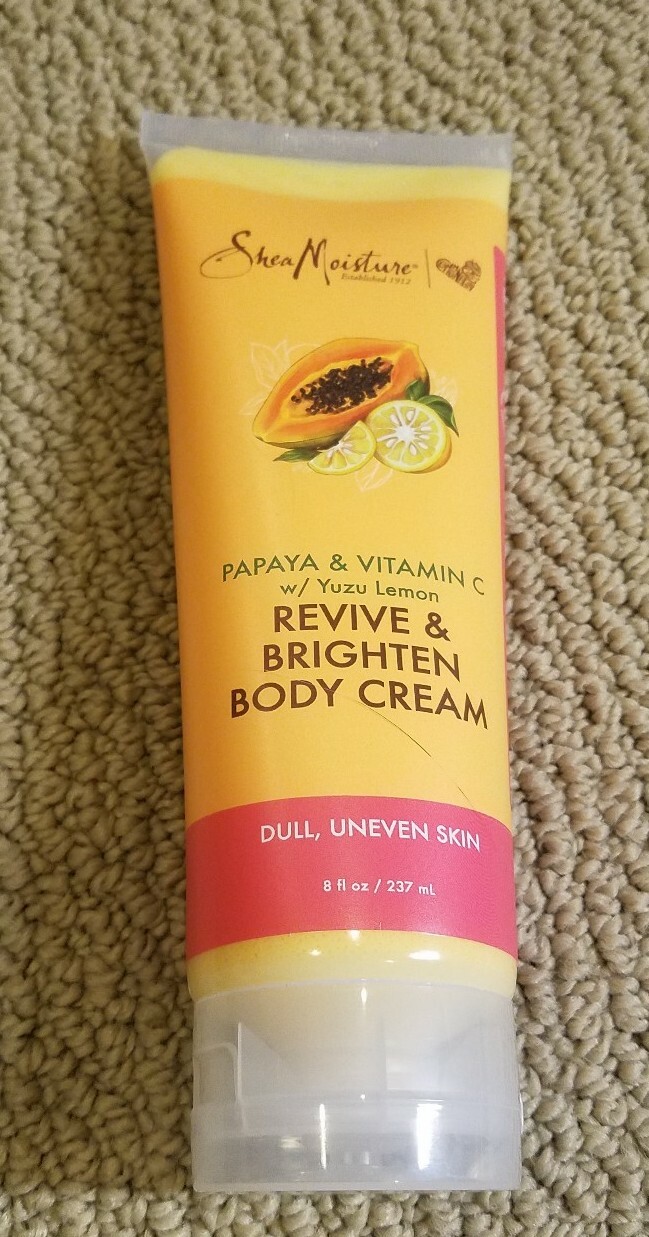 SheaMoisture®
Established 1912
PAPAYA & VITAMIN C
w/ Yuzu Lemon
REVIVE &
BRIGHTEN
BODY CREAM
DULL, UNEVEN SKIN
8 fl oz / 237 mL